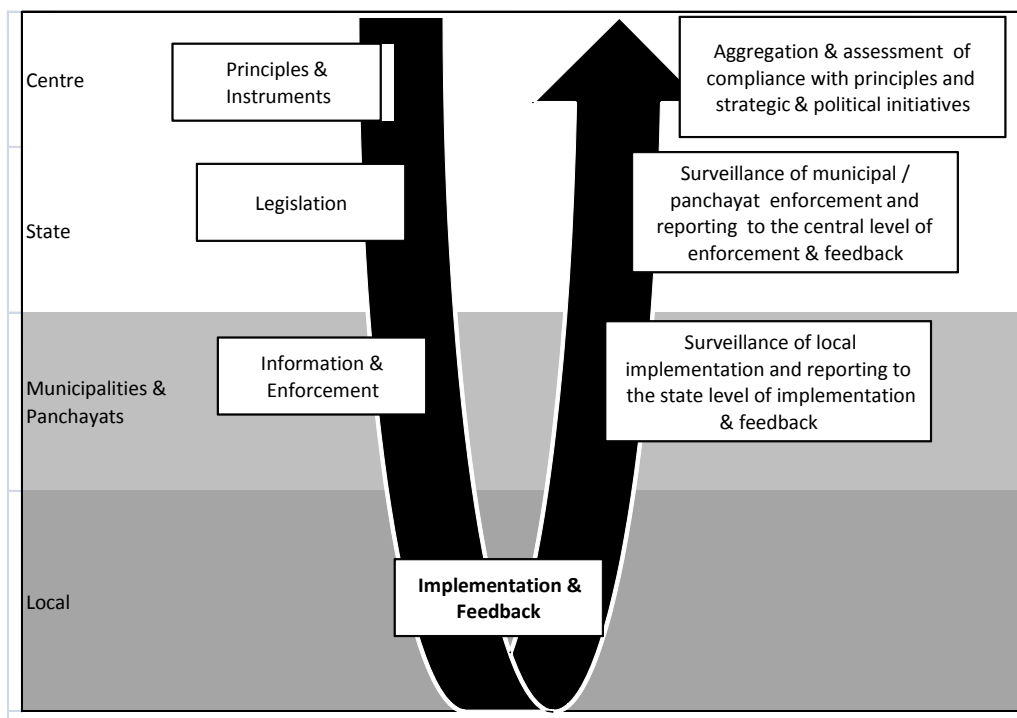 Centre
Principles &
Instruments
Aggregation & assessment of
compliance with principles and
strategic & political initiatives
State
Legislation
Surveillance of municipal /
panchayat enforcement and
reporting to the central level of
enforcement & feedback
Municipalities &
Panchayats
Information &
Enforcement
Surveillance of local
implementation and reporting to
the state level of implementation
& feedback
Local
Implementation &
Feedback